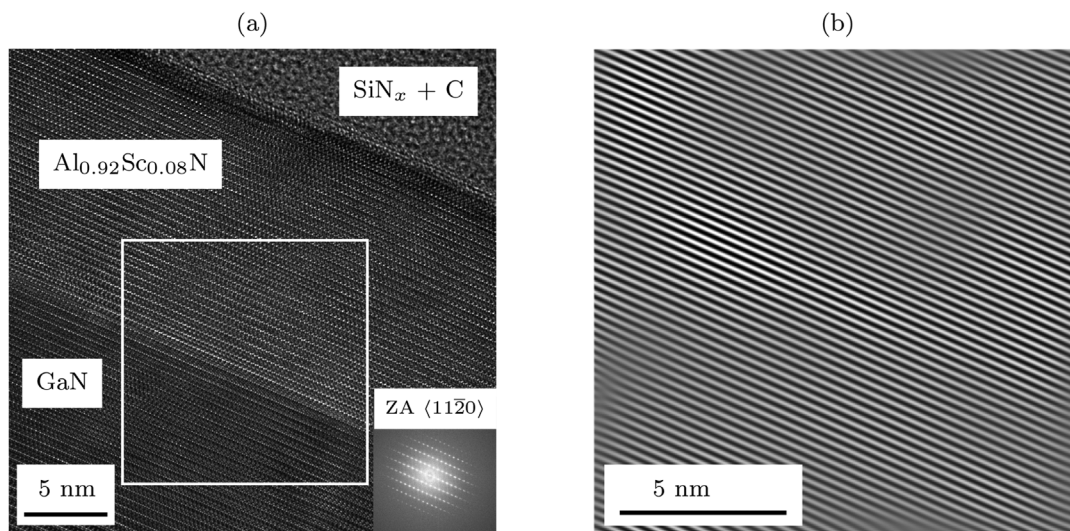 (a)
(b)
SiNₓ + C
Al₀.₉₂Sc₀.₀₈N
GaN
ZA ⟨112̅0⟩
5 nm
5 nm